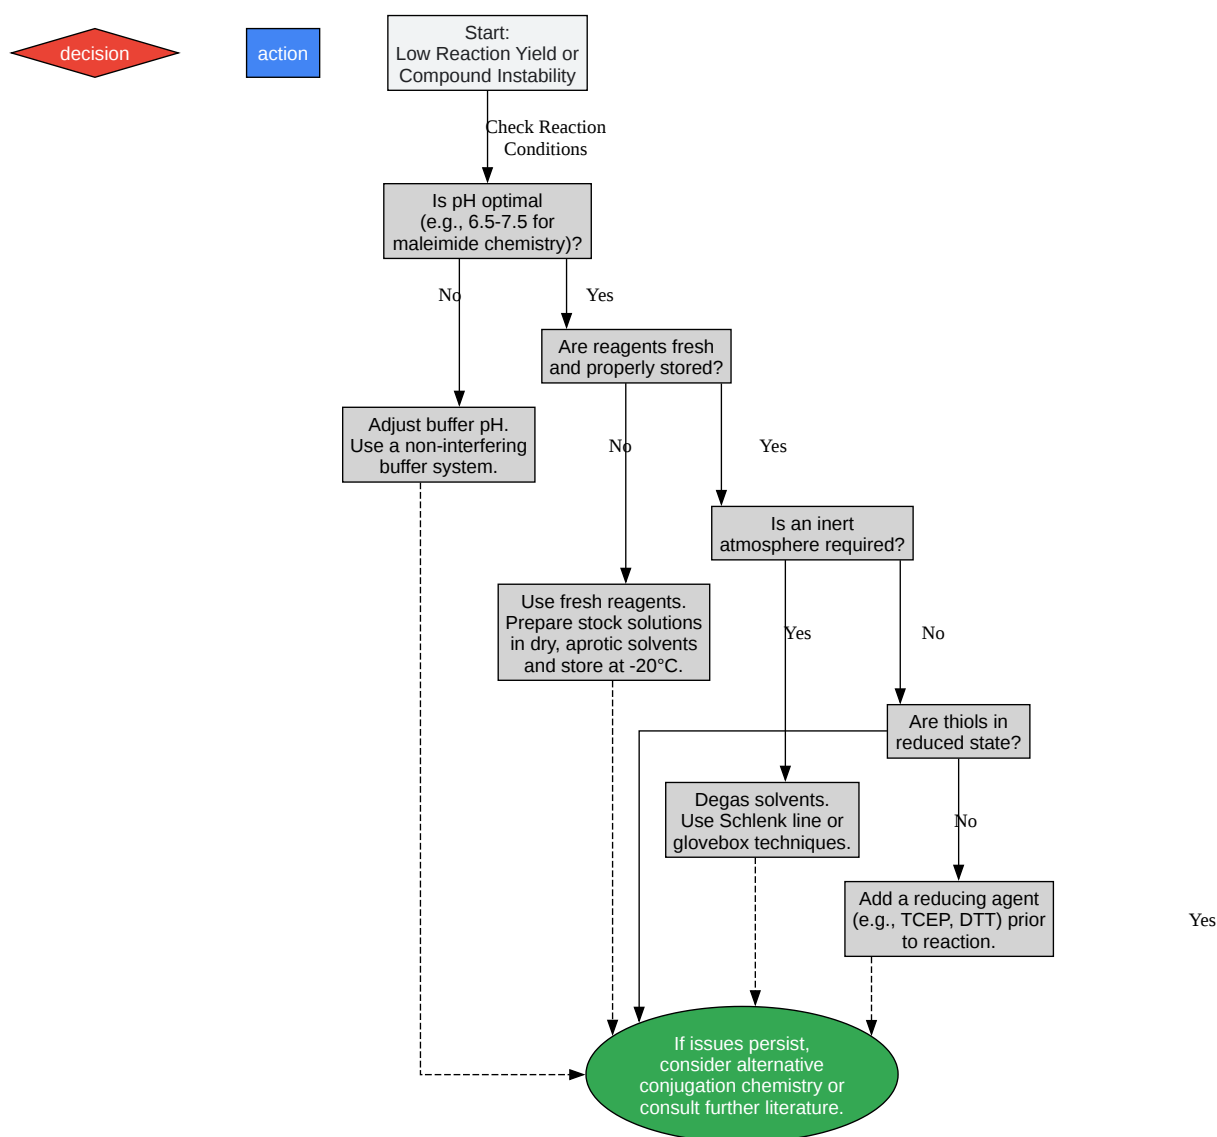 decision
action
Start:
Low Reaction Yield or
Compound Instability
Check Reaction
Conditions
Is pH optimal
(e.g., 6.5-7.5 for
maleimide chemistry)?
No
Yes
Are reagents fresh
and properly stored?
Adjust buffer pH.
Use a non-interfering
buffer system.
No
Yes
Is an inert
atmosphere required?
Use fresh reagents.
Prepare stock solutions
in dry, aprotic solvents
and store at -20°C.
Yes
No
Are thiols in
reduced state?
Degas solvents.
Use Schlenk line or
glovebox techniques.
No
Add a reducing agent
(e.g., TCEP, DTT) prior
to reaction.
Yes
If issues persist,
consider alternative
conjugation chemistry or
consult further literature.